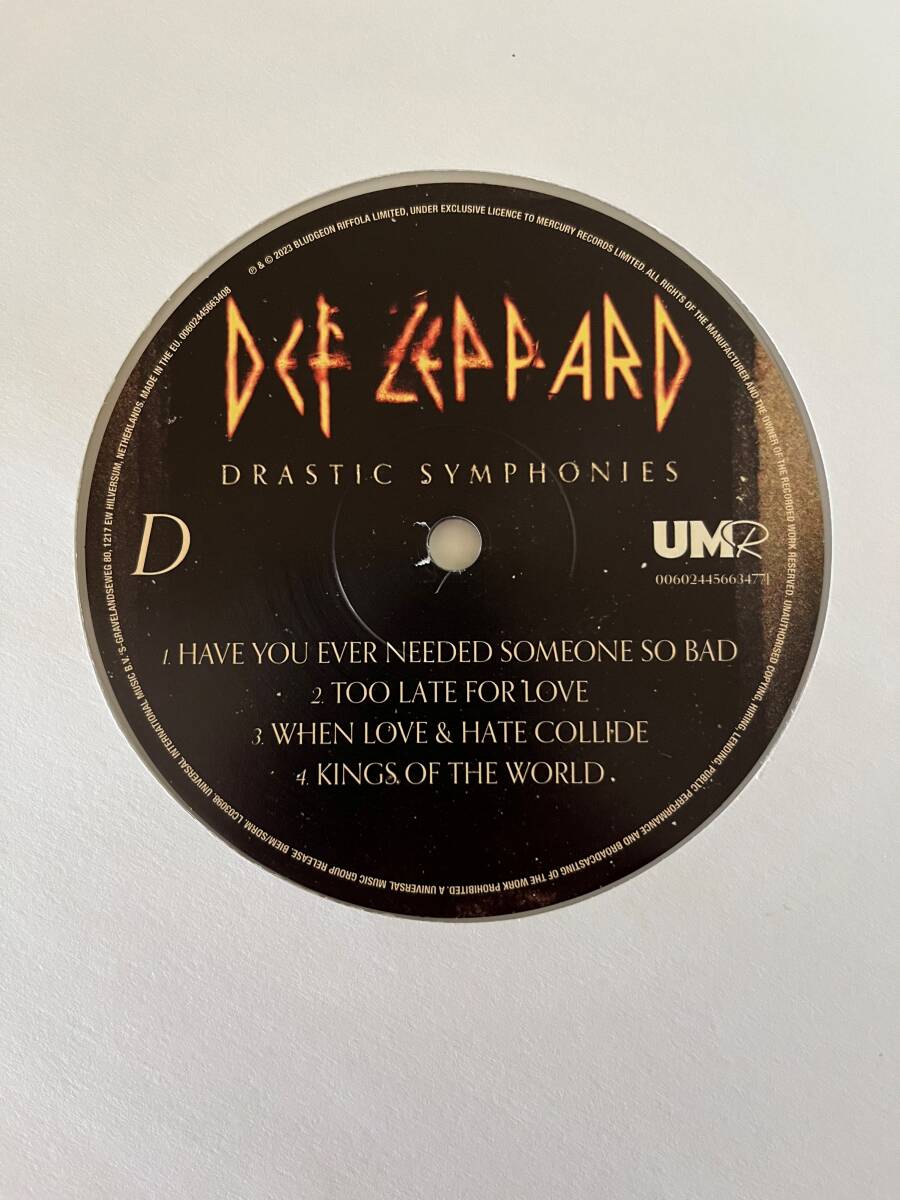 ℗ & © 2023 BLUDGEON RIFFOLA LIMITED, UNDER EXCLUSIVE LICENCE TO MERCURY RECORDS LIMITED. ALL RIGHTS OF THE MANUFACTURER AND THE OWNER OF THE RECORDED WORK RESERVED. UNAUTHORISED COPYING, HIRING, LENDING, PUBLIC PERFORMANCE AND BROADCASTING OF THE WORK PROHIBITED. A UNIVERSAL MUSIC GROUP RELEASE. BIEM/SDRM. LC03098. UNIVERSAL INTERNATIONAL MUSIC B.V. 'S-GRAVELANDSEWEG 80, 1217 EW HILVERSUM, NETHERLANDS. MADE IN THE EU. 00602445663408
DEF LEPPARD
DRASTIC SYMPHONIES
D
UMR
00602445663477
1. HAVE YOU EVER NEEDED SOMEONE SO BAD
2. TOO LATE FOR LOVE
3. WHEN LOVE & HATE COLLIDE
4. KINGS OF THE WORLD